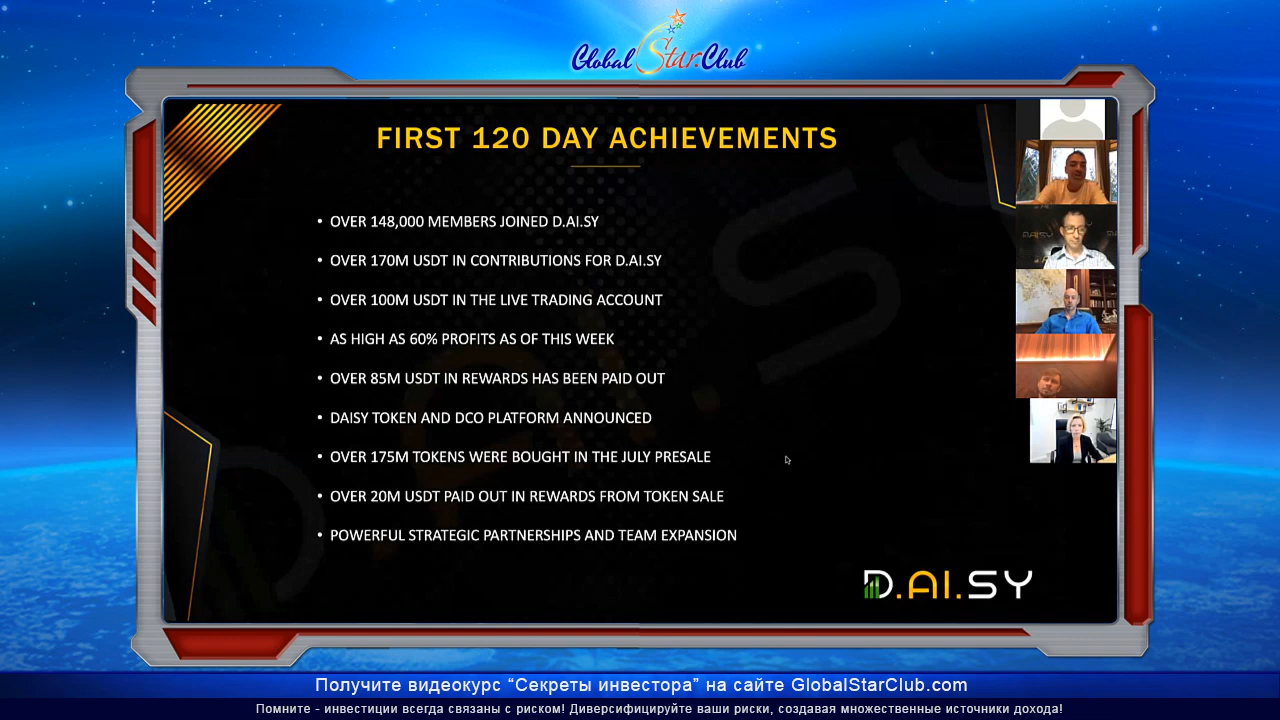 Global Star.Club
FIRST 120 DAY ACHIEVEMENTS
• OVER 148,000 MEMBERS JOINED D.AI.SY
• OVER 170M USDT IN CONTRIBUTIONS FOR D.AI.SY
• OVER 100M USDT IN THE LIVE TRADING ACCOUNT
• AS HIGH AS 60% PROFITS AS OF THIS WEEK
• OVER 85M USDT IN REWARDS HAS BEEN PAID OUT
• DAISY TOKEN AND DCO PLATFORM ANNOUNCED
• OVER 175M TOKENS WERE BOUGHT IN THE JULY PRESALE
• OVER 20M USDT PAID OUT IN REWARDS FROM TOKEN SALE
• POWERFUL STRATEGIC PARTNERSHIPS AND TEAM EXPANSION
D.AI.SY
Получите видеокурс “Секреты инвестора” на сайте GlobalStarClub.com
Помните - инвестиции всегда связаны с риском! Диверсифицируйте ваши риски, создавая множественные источники дохода!